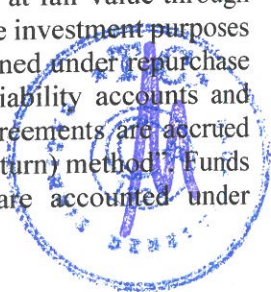 at fair value through
e investment purposes
ned under repurchase
iability accounts and
reements are accrued
turn) method". Funds
are accounted under